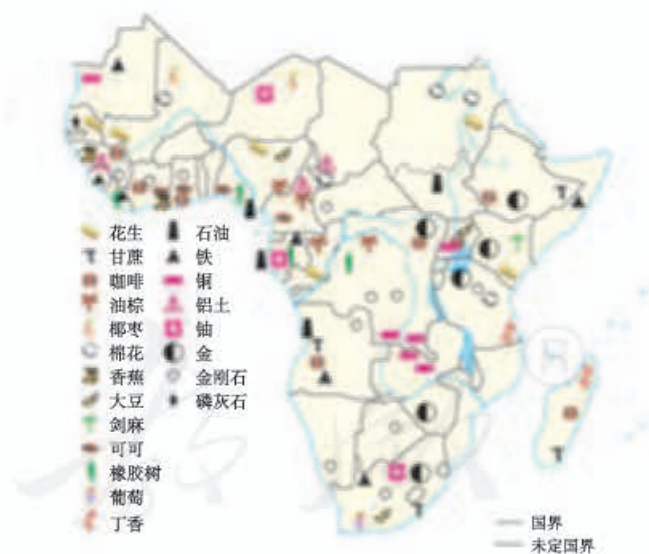 花生 石油
甘蔗 铁
咖啡 铜
油棕 铝土
椰枣 铀
棉花 金
香蕉 金刚石
大豆 磷灰石
剑麻
可可
橡胶树
葡萄
丁香
国界
未定国界